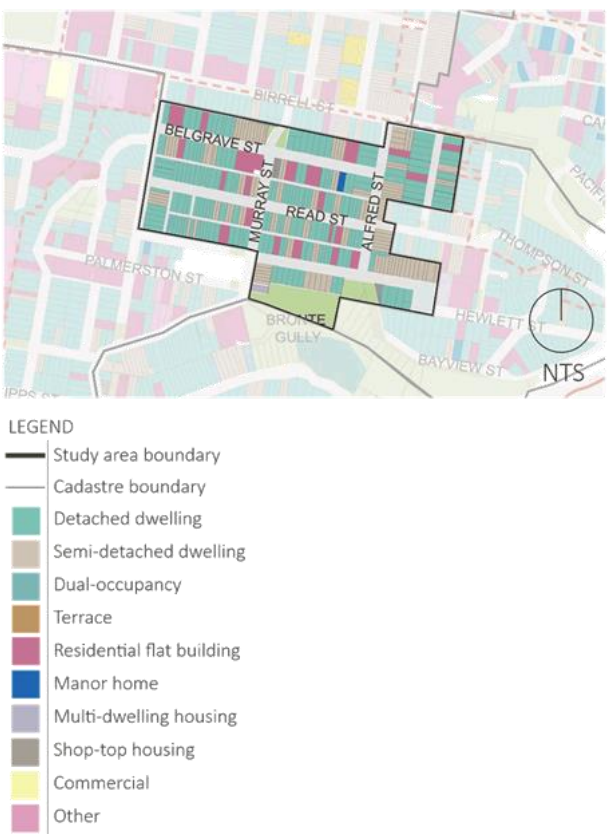 BIRRELL ST
BELGRAVE ST
MURRAY ST
READ ST
ALFRED ST
THOMPSON ST
PALMERSTON ST
BRONTE
GULLY
HEWLETT ST
BAYVIEW ST
NTS
LEGEND
Study area boundary
Cadastre boundary
Detached dwelling
Semi-detached dwelling
Dual-occupancy
Terrace
Residential flat building
Manor home
Multi-dwelling housing
Shop-top housing
Commercial
Other